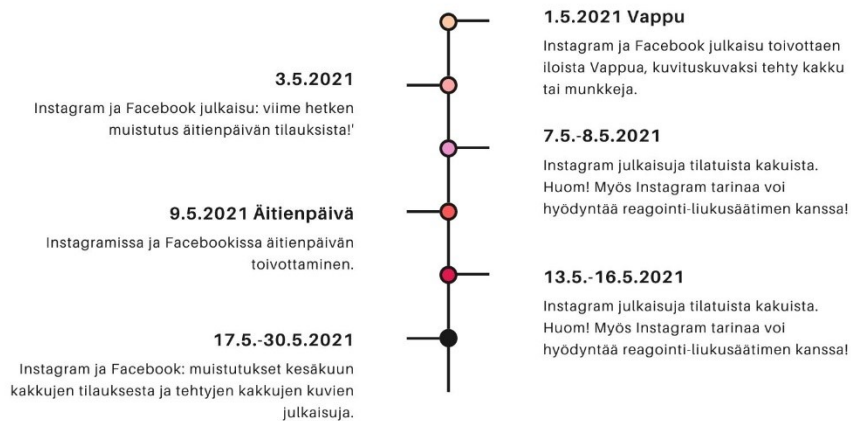 1.5.2021 Vappu
Instagram ja Facebook julkaisu toivottaen
iloista Vappua, kuvituskuvaksi tehty kakku
tai munkkeja.
3.5.2021
Instagram ja Facebook julkaisu: viime hetken
muistutus äitienpäivän tilauksista!'
7.5.-8.5.2021
Instagram julkaisuja tilatuista kakuista.
Huom! Myös Instagram tarinaa voi
hyödyntää reagointi-liukusäätimen kanssa!
9.5.2021 Äitienpäivä
Instagramissa ja Facebookissa äitienpäivän
toivottaminen.
13.5.-16.5.2021
Instagram julkaisuja tilatuista kakuista.
Huom! Myös Instagram tarinaa voi
hyödyntää reagointi-liukusäätimen kanssa!
17.5.-30.5.2021
Instagram ja Facebook: muistutukset kesäkuun
kakkujen tilauksesta ja tehtyjen kakkujen kuvien
julkaisuja.